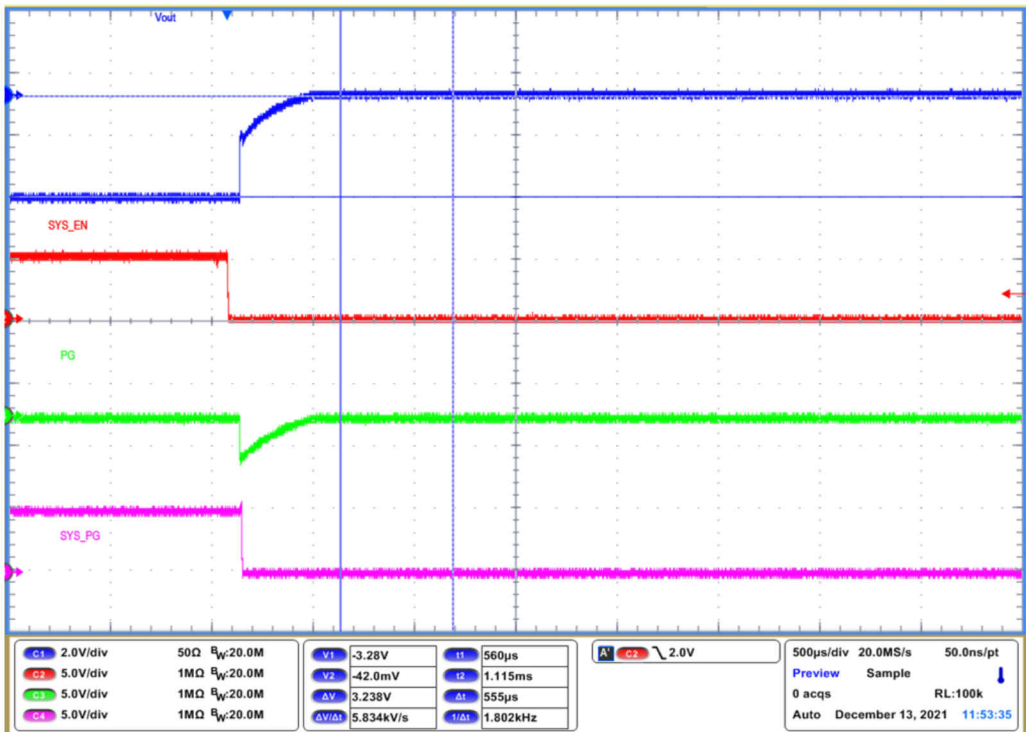 Vout
SYS_EN
PG
SYS_PG
C1 2.0V/div 50Ω BW:20.0M
C2 5.0V/div 1MΩ BW:20.0M
C3 5.0V/div 1MΩ BW:20.0M
C4 5.0V/div 1MΩ BW:20.0M
V1 -3.28V t1 560µs
V2 -42.0mV t2 1.115ms
ΔV 3.238V Δt 555µs
ΔV/Δt 5.834kV/s 1/Δt 1.802kHz
A' C2 2.0V
500µs/div 20.0MS/s 50.0ns/pt
Preview Sample
0 acqs RL:100k
Auto December 13, 2021 11:53:35